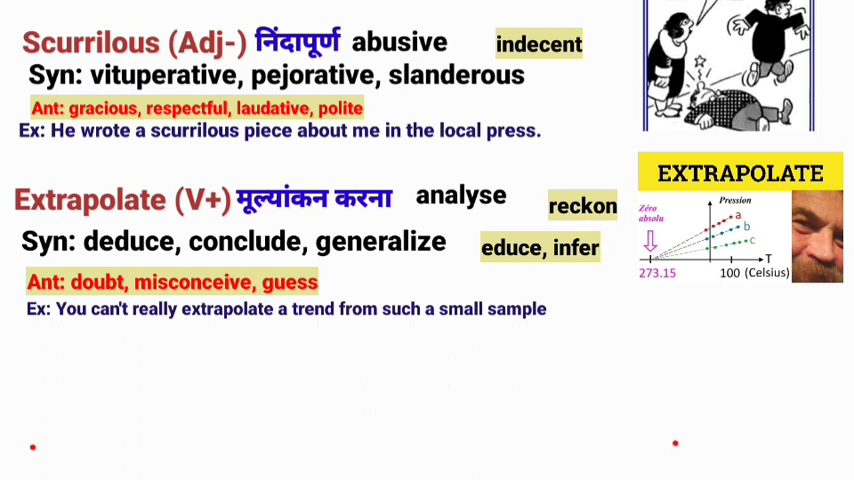 Scurrilous (Adj-) निंदापूर्ण abusive indecent
Syn: vituperative, pejorative, slanderous
Ant: gracious, respectful, laudative, polite
Ex: He wrote a scurrilous piece about me in the local press.
Extrapolate (V+) मूल्यांकन करना analyse reckon
Syn: deduce, conclude, generalize educe, infer
Ant: doubt, misconceive, guess
Ex: You can't really extrapolate a trend from such a small sample
EXTRAPOLATE
Pression
Zéro
absolu
a
b
c
T
273.15 100 (Celsius)